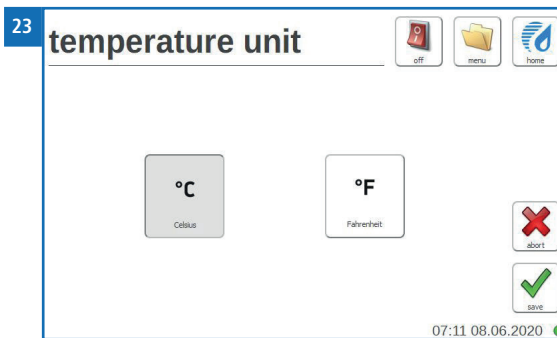 23
temperature unit
off
menu
home
°C
Celsius
°F
Fahrenheit
abort
save
07:11 08.06.2020